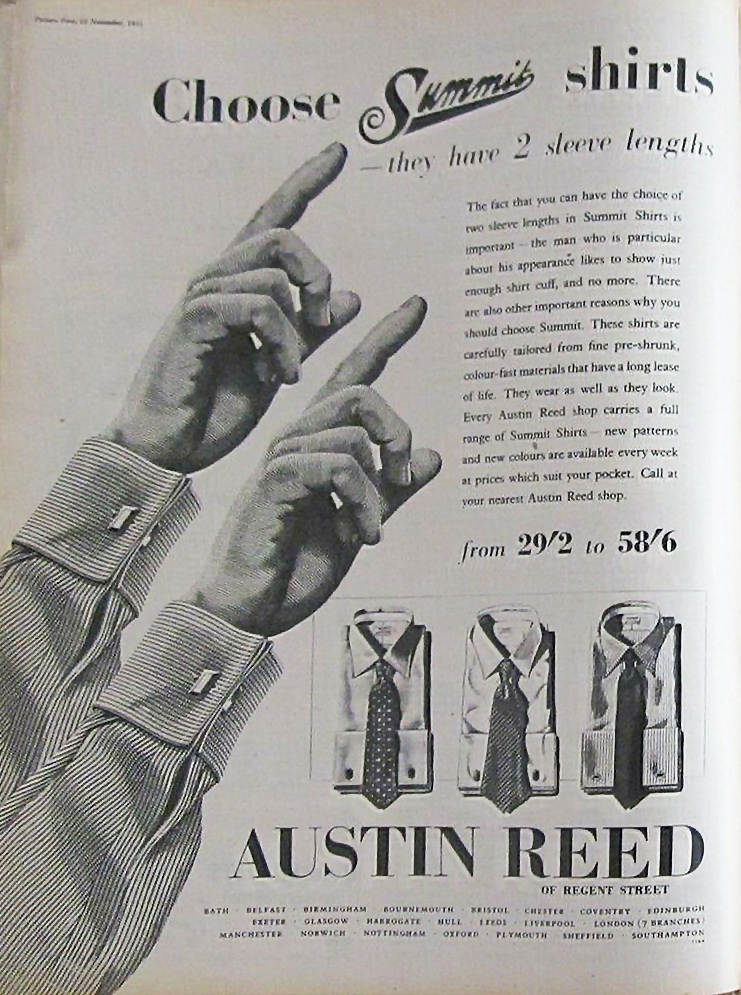 Picture Post, November, 195
Choose Summit shirts
—they have 2 sleeve lengths
The fact that you can have the choice of
two sleeve lengths in Summit Shirts is
important — the man who is particular
about his appearance likes to show just
enough shirt cuff, and no more. There
are also other important reasons why you
should choose Summit. These shirts are
carefully tailored from fine pre-shrunk,
colour-fast materials that have a long lease
of life. They wear as well as they look.
Every Austin Reed shop carries a full
range of Summit Shirts — new patterns
and new colours are available every week
at prices which suit your pocket. Call at
your nearest Austin Reed shop.
from 29/2 to 58/6
AUSTIN REED
OF REGENT STREET
BATH · BELFAST · BIRMINGHAM · BOURNEMOUTH · BRISTOL · CHESTER · COVENTRY · EDINBURGH
EXETER · GLASGOW · HARROGATE · HULL · LEEDS · LIVERPOOL · LONDON (7 BRANCHES)
MANCHESTER · NORWICH · NOTTINGHAM · OXFORD · PLYMOUTH · SHEFFIELD · SOUTHAMPTON